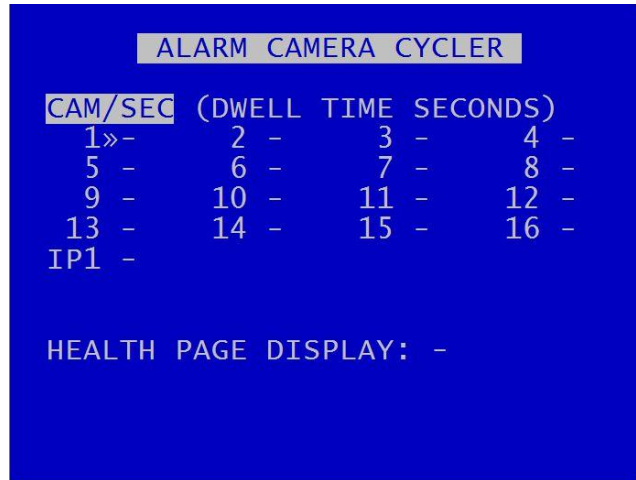 ALARM CAMERA CYCLER
CAM/SEC (DWELL TIME SECONDS)
1»- 2 - 3 - 4 -
5 - 6 - 7 - 8 -
9 - 10 - 11 - 12 -
13 - 14 - 15 - 16 -
IP1 -
HEALTH PAGE DISPLAY: -